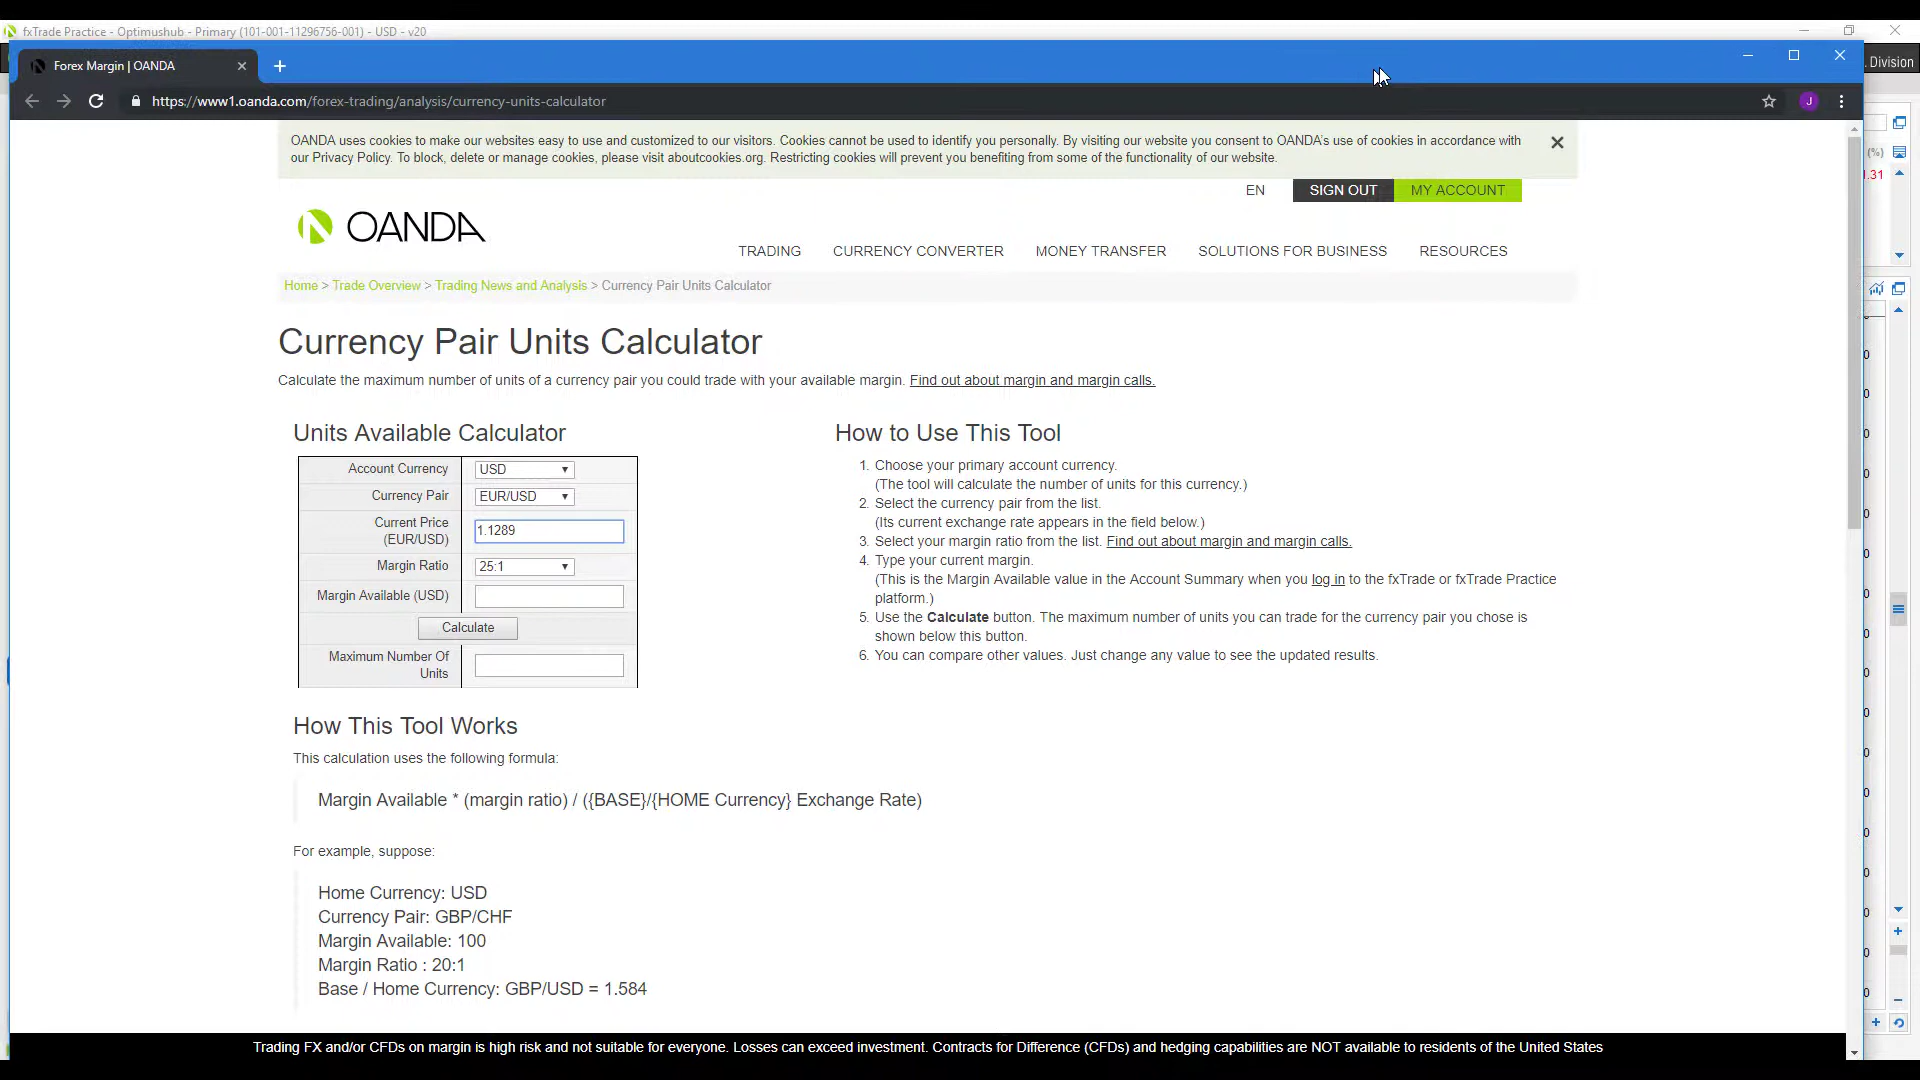 fxTrade Practice - Optimushub - Primary (101-001-11296756-001) - USD - v20
Forex Margin | OANDA
. Division
https://www1.oanda.com/forex-trading/analysis/currency-units-calculator
J
OANDA uses cookies to make our websites easy to use and customized to our visitors. Cookies cannot be used to identify you personally. By visiting our website you consent to OANDA's use of cookies in accordance with
our Privacy Policy. To block, delete or manage cookies, please visit aboutcookies.org. Restricting cookies will prevent you benefiting from some of the functionality of our website.
(%)
.31
EN SIGN OUT MY ACCOUNT
OANDA
TRADING CURRENCY CONVERTER MONEY TRANSFER SOLUTIONS FOR BUSINESS RESOURCES
Home > Trade Overview > Trading News and Analysis > Currency Pair Units Calculator
Currency Pair Units Calculator
Calculate the maximum number of units of a currency pair you could trade with your available margin. Find out about margin and margin calls.
Units Available Calculator
Account Currency USD
Currency Pair EUR/USD
Current Price
(EUR/USD)
1.1289
Margin Ratio 25:1
Margin Available (USD)
Calculate
Maximum Number Of
Units
How to Use This Tool
1. Choose your primary account currency.
(The tool will calculate the number of units for this currency.)
2. Select the currency pair from the list.
(Its current exchange rate appears in the field below.)
3. Select your margin ratio from the list. Find out about margin and margin calls.
4. Type your current margin.
(This is the Margin Available value in the Account Summary when you log in to the fxTrade or fxTrade Practice
platform.)
5. Use the Calculate button. The maximum number of units you can trade for the currency pair you chose is
shown below this button.
6. You can compare other values. Just change any value to see the updated results.
How This Tool Works
This calculation uses the following formula:
Margin Available * (margin ratio) / ({BASE}/{HOME Currency} Exchange Rate)
For example, suppose:
Home Currency: USD
Currency Pair: GBP/CHF
Margin Available: 100
Margin Ratio : 20:1
Base / Home Currency: GBP/USD = 1.584
Trading FX and/or CFDs on margin is high risk and not suitable for everyone. Losses can exceed investment. Contracts for Difference (CFDs) and hedging capabilities are NOT available to residents of the United States